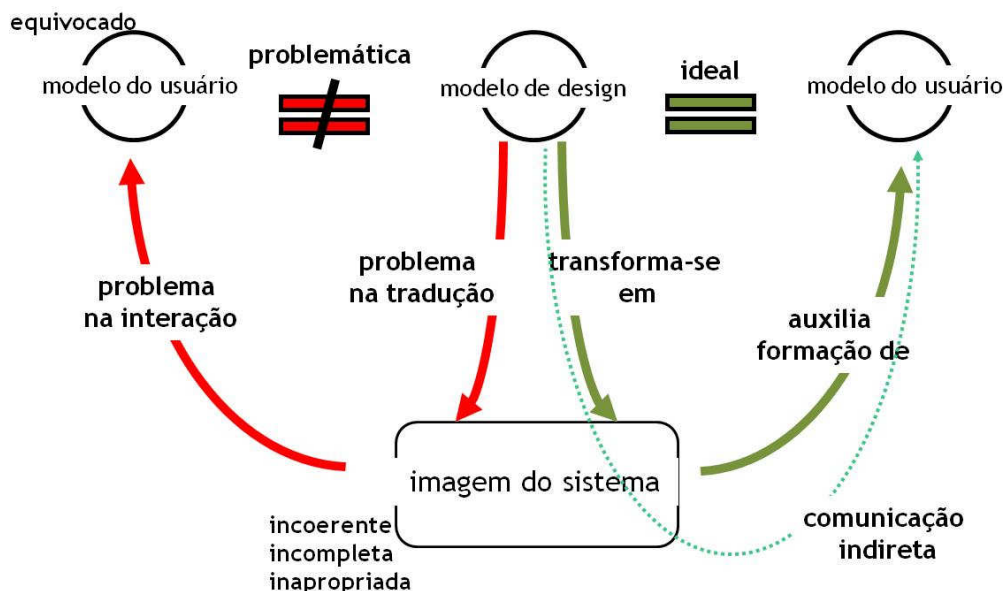 equivocado
modelo do usuário
problemática
modelo de design
ideal
modelo do usuário
problema
na interação
problema
na tradução
transforma-se
em
auxilia
formação de
imagem do sistema
incoerente
incompleta
inapropriada
comunicação
indireta